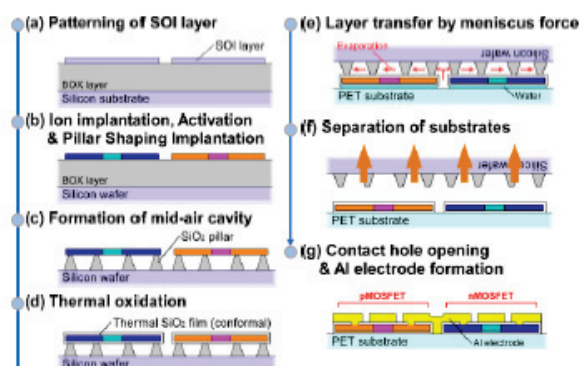 (a) Patterning of SOI layer
SOI layer
BOX layer
Silicon substrate
(b) Ion implantation, Activation
& Pillar Shaping Implantation
BOX layer
Silicon wafer
(c) Formation of mid-air cavity
SiO₂ pillar
Silicon wafer
(d) Thermal oxidation
Thermal SiO₂ film (conformal)
Silicon wafer
(e) Layer transfer by meniscus force
Evaporation
Silicon wafer
PET substrate
Water
(f) Separation of substrates
Silicon wafer
PET substrate
(g) Contact hole opening
& Al electrode formation
pMOSFET
nMOSFET
PET substrate
Al electrode